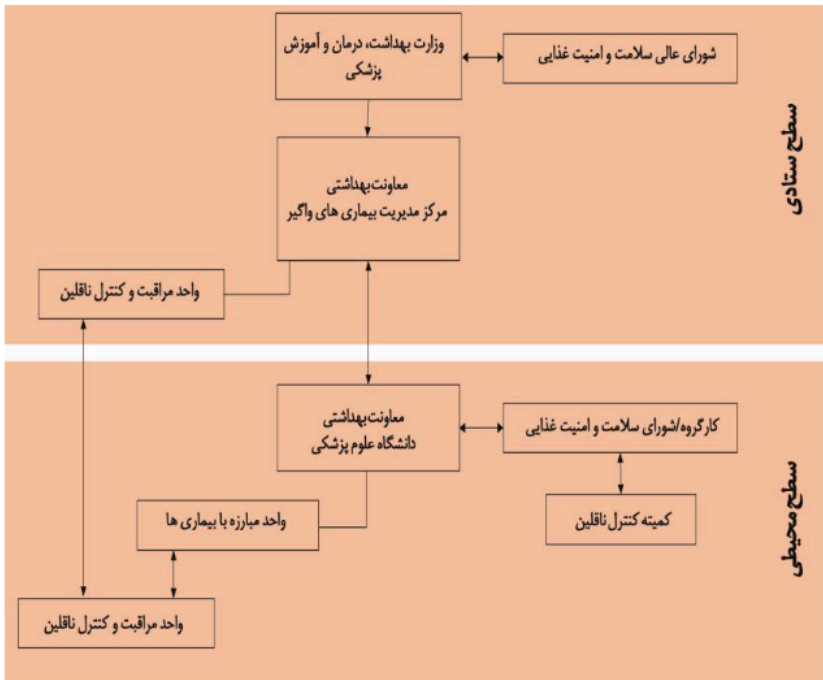 وزارت بهداشت، درمان و آموزش
پزشکی
شورای عالی سلامت و امنیت غذایی
سطح ستادی
معاونت‌بهداشتی
مرکز مدیریت بیماری های واگیر
واحد مراقبت و کنترل ناقلین
معاونت‌بهداشتی
دانشگاه علوم پزشکی
کارگروه/شورای سلامت و امنیت غذایی
سطح محیطی
واحد مبارزه با بیماری ها
کمیته کنترل ناقلین
واحد مراقبت و کنترل ناقلین